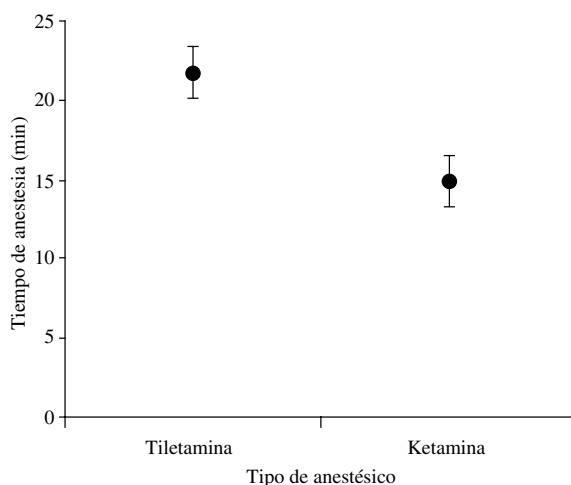 25
20
15
10
5
0
Tiempo de anestesia (min)
Tiletamina
Ketamina
Tipo de anestésico